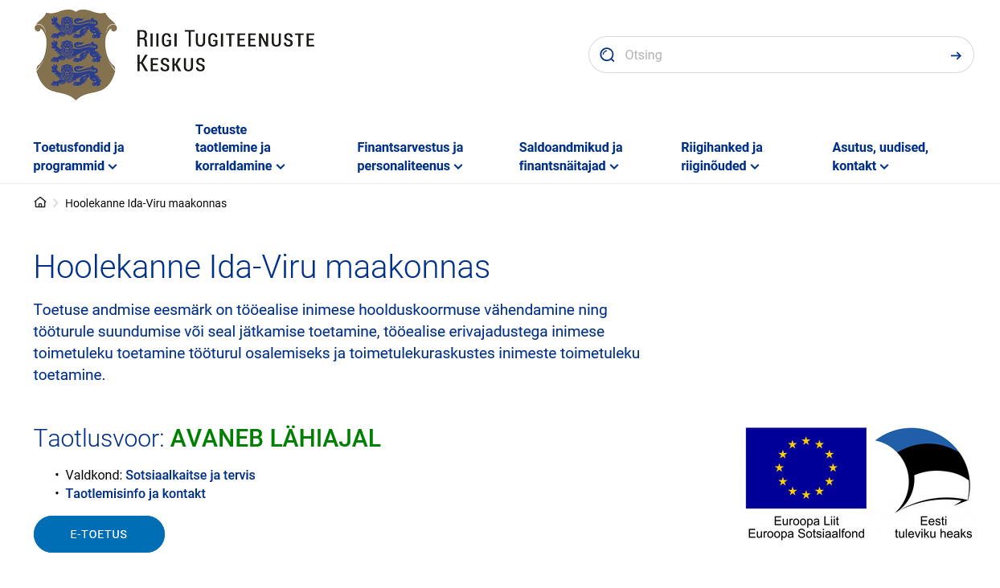 RIIGI TUGITEENUSTE
KESKUS
Otsing
Toetusfondid ja
programmid
Toetuste
taotlemine ja
korraldamine
Finantsarvestus ja
personaliteenus
Saldoandmikud ja
finantsnäitajad
Riigihanked ja
riiginõuded
Asutus, uudised,
kontakt
Hoolekanne Ida-Viru maakonnas
Hoolekanne Ida-Viru maakonnas
Toetuse andmise eesmärk on tööealise inimese hoolduskoormuse vähendamine ning
tööturule suundumise või seal jätkamise toetamine, tööealise erivajadustega inimese
toimetuleku toetamine tööturul osalemiseks ja toimetulekuraskustes inimeste toimetuleku
toetamine.
Taotlusvoor: AVANEB LÄHIAJAL
• Valdkond: Sotsiaalkaitse ja tervis
• Taotlemisinfo ja kontakt
E-TOETUS
Euroopa Liit
Euroopa Sotsiaalfond
Eesti
tuleviku heaks